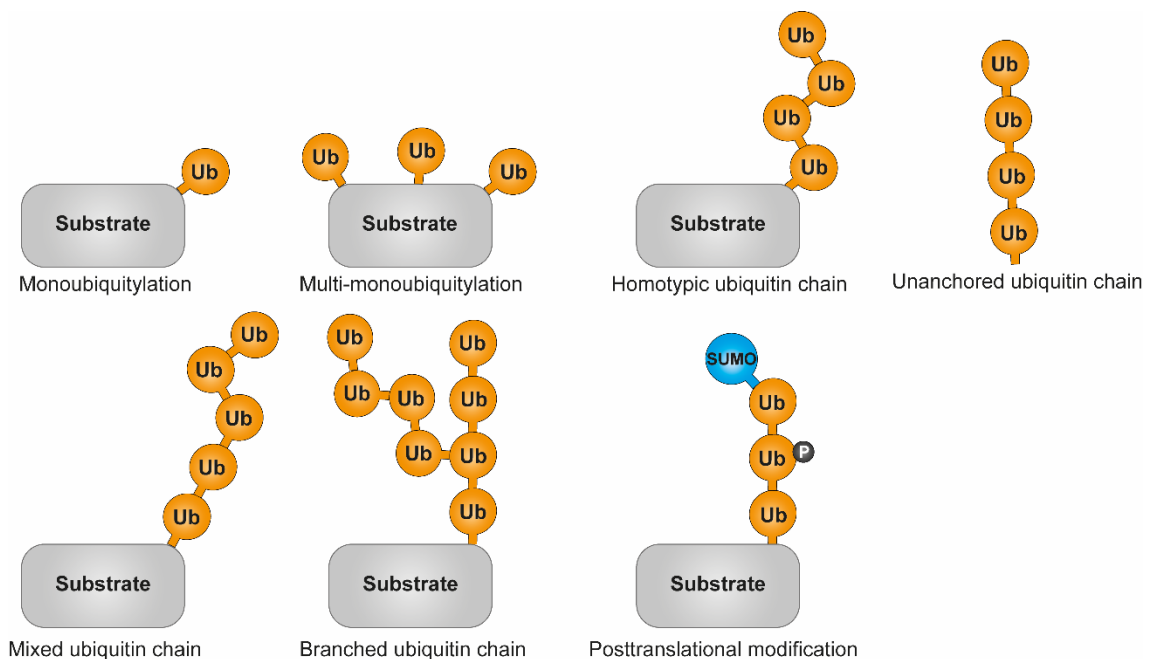 Ub
Substrate
Monoubiquitylation
Ub
Ub
Ub
Substrate
Multi-monoubiquitylation
Ub
Ub
Ub
Ub
Substrate
Homotypic ubiquitin chain
Ub
Ub
Ub
Ub
Unanchored ubiquitin chain
Ub
Ub
Ub
Ub
Ub
Substrate
Mixed ubiquitin chain
Ub
Ub
Ub
Ub
Ub
Ub
Ub
Ub
Substrate
Branched ubiquitin chain
SUMO
Ub
Ub
P
Ub
Substrate
Posttranslational modification